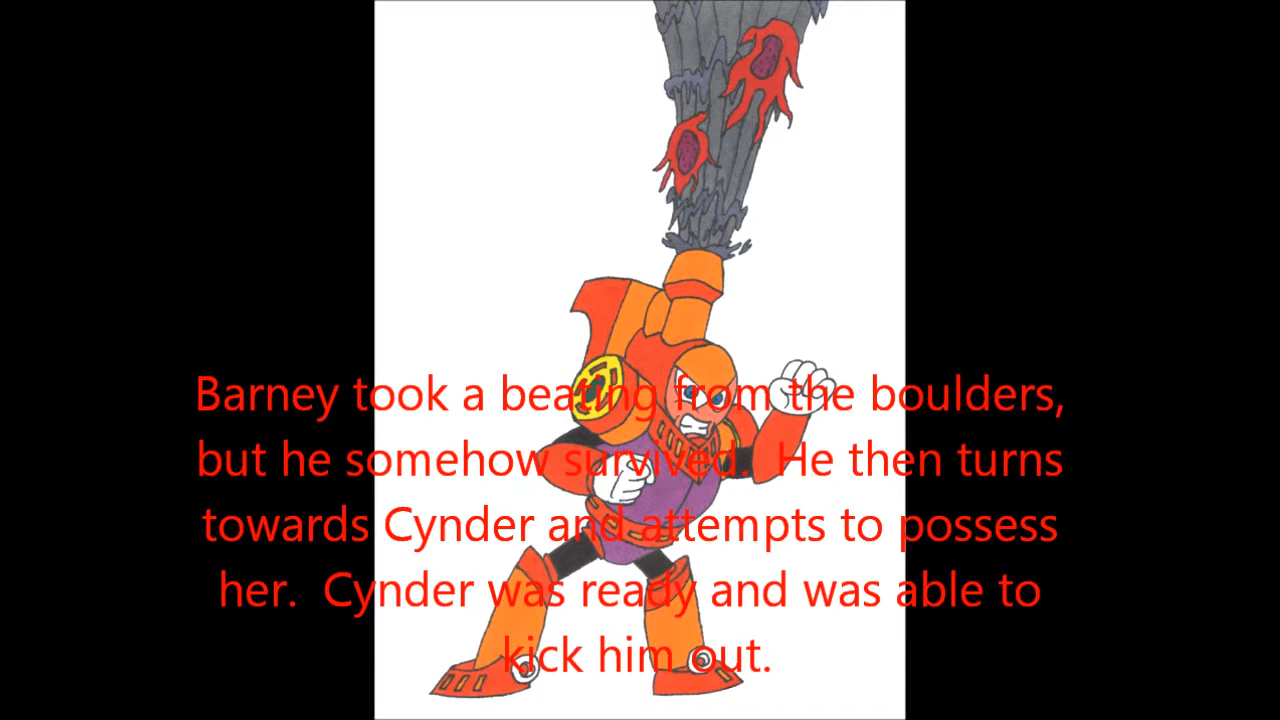 Barney took a beating from the boulders,
but he somehow survived.  He then turns
towards Cynder and attempts to possess
her.  Cynder was ready and was able to
kick him out.